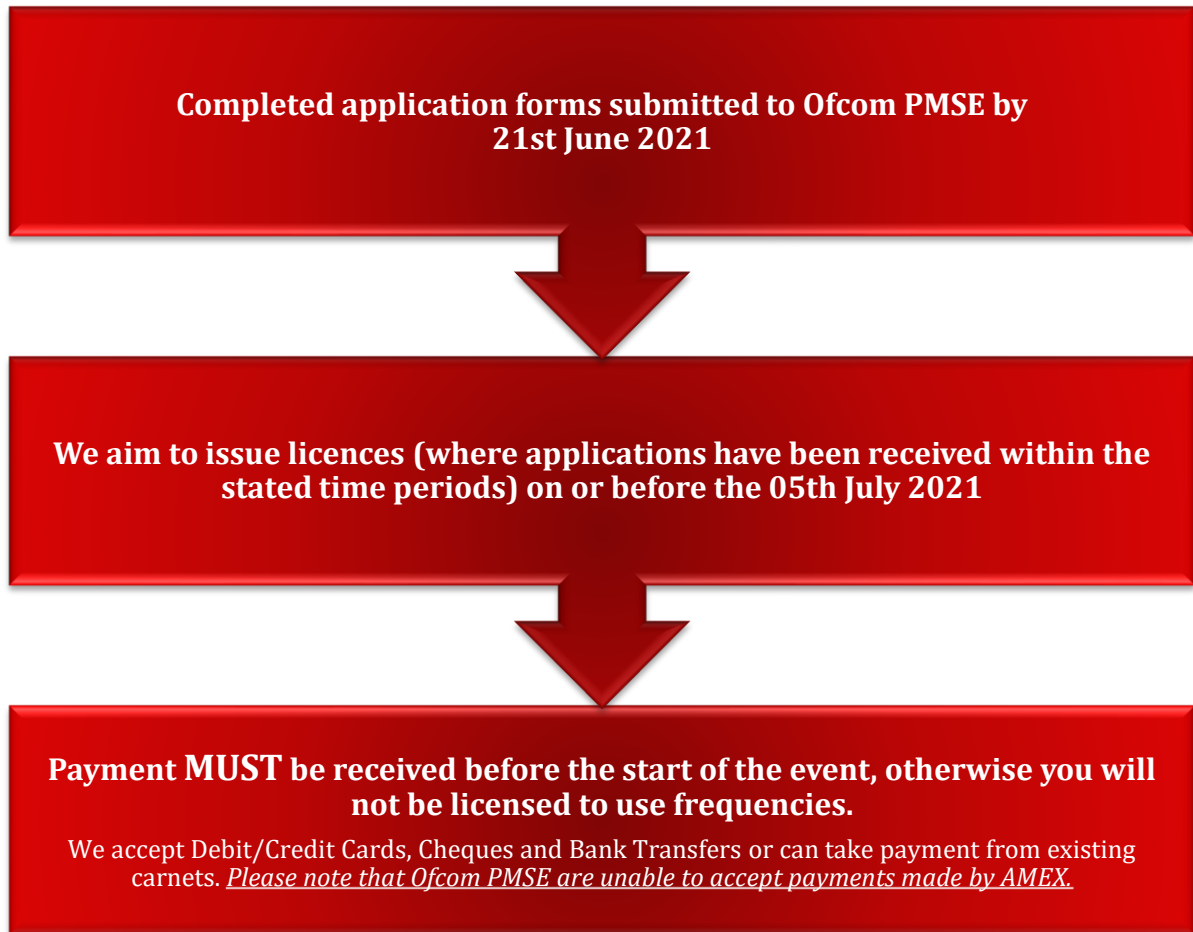 Completed application forms submitted to Ofcom PMSE by
21st June 2021
We aim to issue licences (where applications have been received within the
stated time periods) on or before the 05th July 2021
Payment MUST be received before the start of the event, otherwise you will
not be licensed to use frequencies.
We accept Debit/Credit Cards, Cheques and Bank Transfers or can take payment from existing
carnets. Please note that Ofcom PMSE are unable to accept payments made by AMEX.